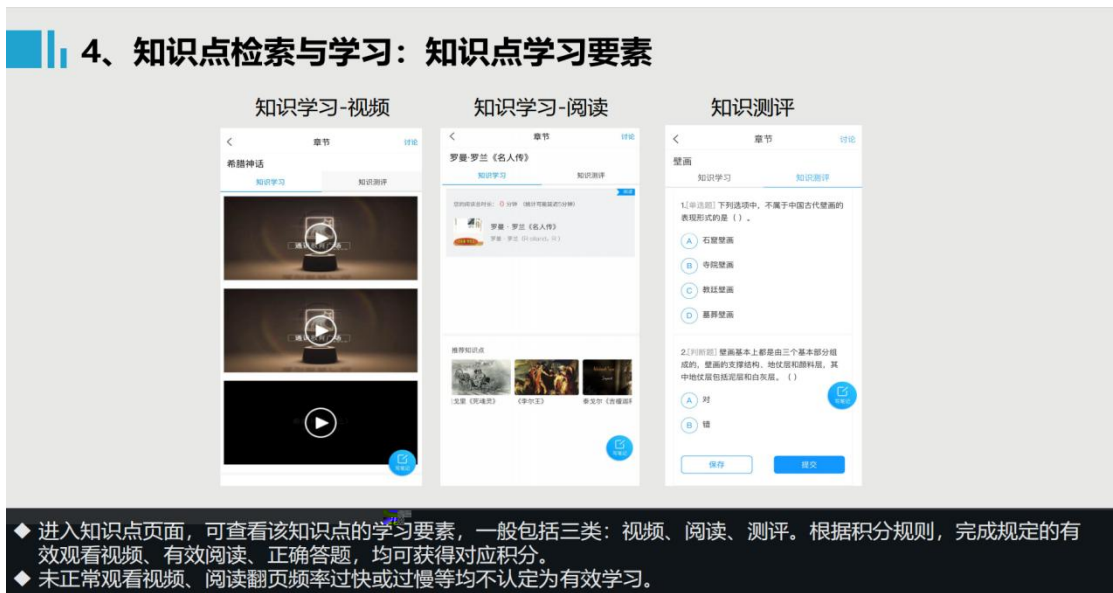 4、知识点检索与学习：知识点学习要素
知识学习-视频
知识学习-阅读
知识测评
章节
讨论
希腊神话
知识学习
知识测评
章节
讨论
罗曼·罗兰《名人传》
知识学习
知识测评
罗曼·罗兰《名人传》
推荐知识点
《李尔王》
写笔记
章节
讨论
壁画
知识学习
知识测评
1.[单选题] 下列选项中，不属于中国古代壁画的
表现形式的是（ ）。
A 石窟壁画
B 寺院壁画
C 教廷壁画
D 墓葬壁画
2.[判断题] 壁画基本上都是由三个基本部分组
成的，壁画的支撑结构、地仗层和颜料层，其
中地仗层包括泥层和白灰层。（ ）
A 对
B 错
写笔记
保存
提交
◆ 进入知识点页面，可查看该知识点的学习要素，一般包括三类：视频、阅读、测评。根据积分规则，完成规定的有
效观看视频、有效阅读、正确答题，均可获得对应积分。
◆ 未正常观看视频、阅读翻页频率过快或过慢等均不认定为有效学习。